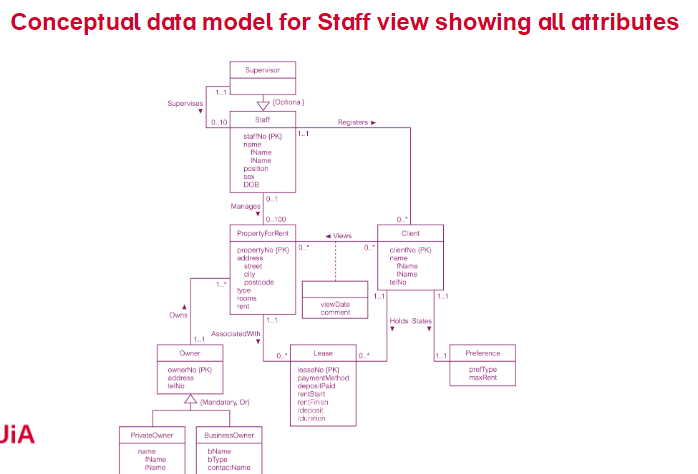 Conceptual data model for Staff view showing all attributes
Supervisor
1..1
Supervises
{Optional}
0..10
Staff
Registers
1..1
staffNo {PK}
name
fName
lName
position
sex
DOB
0..1
Manages
0..100
0..*
PropertyForRent
Views
Client
0..*
0..*
propertyNo {PK}
address
street
city
postcode
type
rooms
rent
clientNo {PK}
name
fName
lName
telNo
1..*
viewDate
comment
1..1
1..1
Owns
1..1
Holds
States
AssociatedWith
1..1
Owner
0..*
Lease
0..*
1..1
Preference
ownerNo {PK}
address
telNo
leaseNo {PK}
paymentMethod
depositPaid
rentStart
rentFinish
/deposit
/duration
prefType
maxRent
{Mandatory, Or}
UiA
PrivateOwner
BusinessOwner
name
fName
lName
bName
bType
contactName